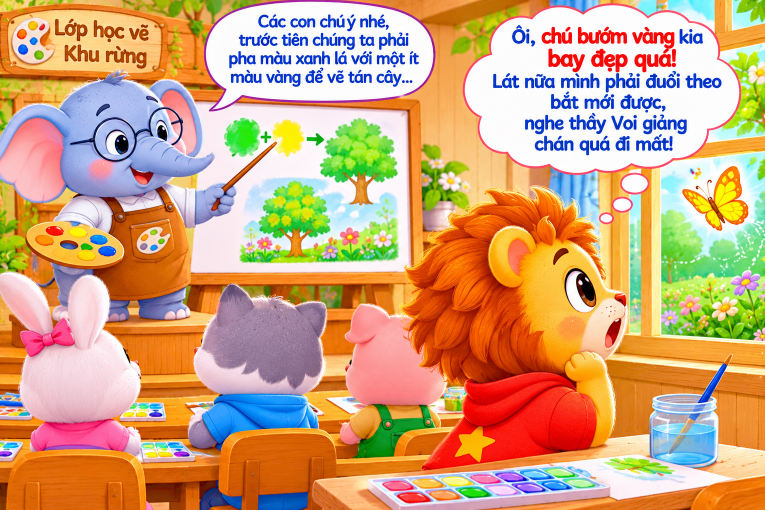 Lớp học vẽ
Khu rừng
Các con chú ý nhé,
trước tiên chúng ta phải
pha màu xanh lá với một ít
màu vàng để vẽ tán cây...
Ôi, chú bướm vàng kia
bay đẹp quá!
Lát nữa mình phải đuổi theo
bắt mới được,
nghe thầy Voi giảng
chán quá đi mất!